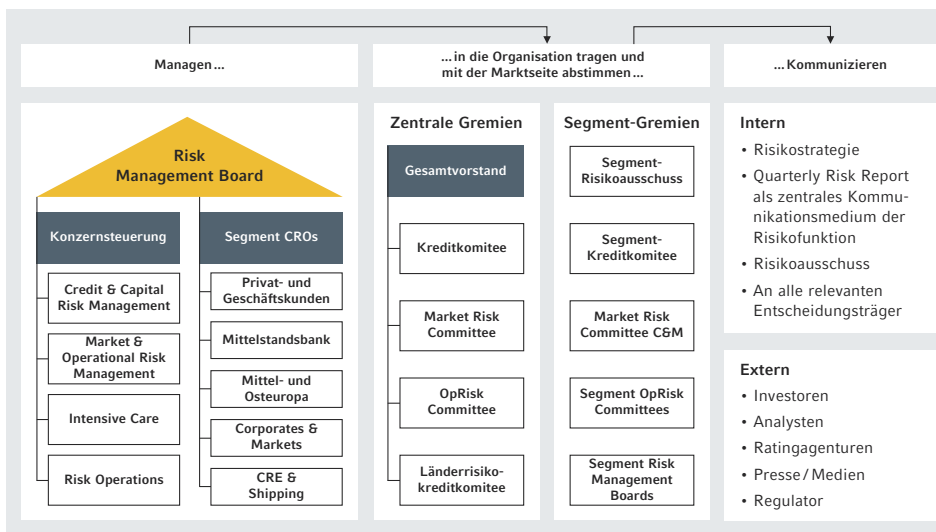 Managen ...
... in die Organisation tragen und
mit der Marktseite abstimmen ...
... Kommunizieren
Risk
Management Board
Konzernsteuerung
Credit & Capital
Risk Management
Market &
Operational Risk
Management
Intensive Care
Risk Operations
Segment CROs
Privat- und
Geschäftskunden
Mittelstandsbank
Mittel- und
Osteuropa
Corporates &
Markets
CRE &
Shipping
Zentrale Gremien
Gesamtvorstand
Kreditkomitee
Market Risk
Committee
OpRisk
Committee
Länderrisiko-
kreditkomitee
Segment-Gremien
Segment-
Risikoausschuss
Segment-
Kreditkomitee
Market Risk
Committee C&M
Segment OpRisk
Committees
Segment Risk
Management
Boards
Intern
• Risikostrategie
• Quarterly Risk Report
als zentrales Kommu-
nikationsmedium der
Risikofunktion
• Risikoausschuss
• An alle relevanten
Entscheidungsträger
Extern
• Investoren
• Analysten
• Ratingagenturen
• Presse / Medien
• Regulator